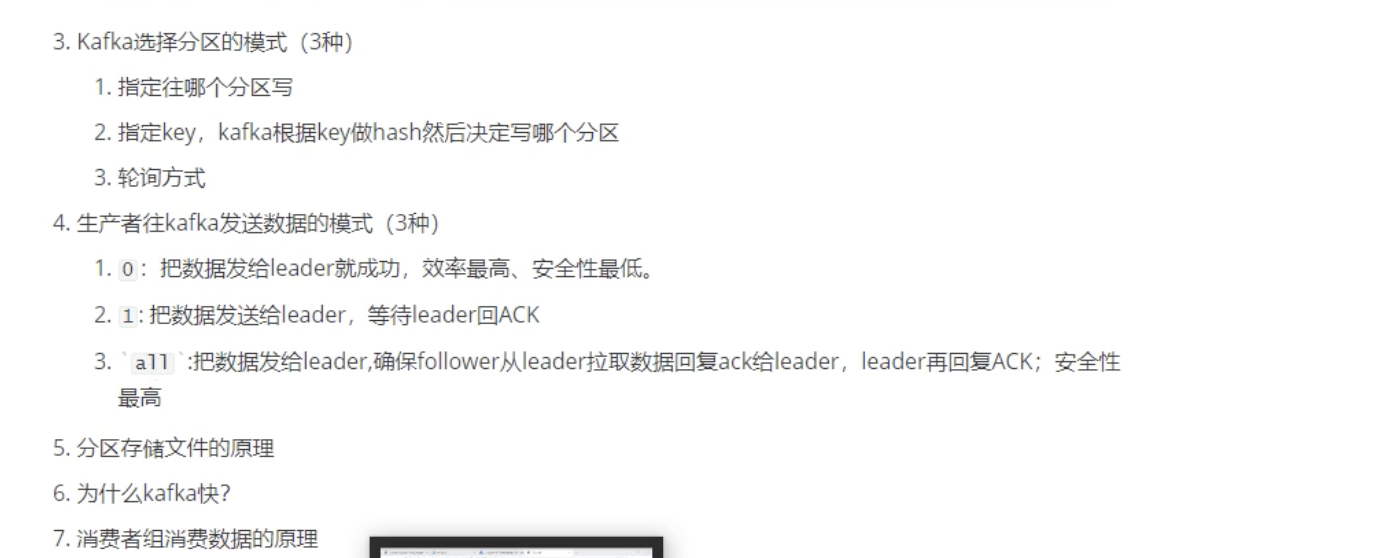 3. Kafka选择分区的模式（3种）
1. 指定往哪个分区写
2. 指定key，kafka根据key做hash然后决定写哪个分区
3. 轮询方式
4. 生产者往kafka发送数据的模式（3种）
1. 0：把数据发给leader就成功，效率最高、安全性最低。
2. 1: 把数据发送给leader，等待leader回ACK
3. `all`:把数据发给leader,确保follower从leader拉取数据回复ack给leader，leader再回复ACK；安全性
最高
5. 分区存储文件的原理
6. 为什么kafka快？
7. 消费者组消费数据的原理